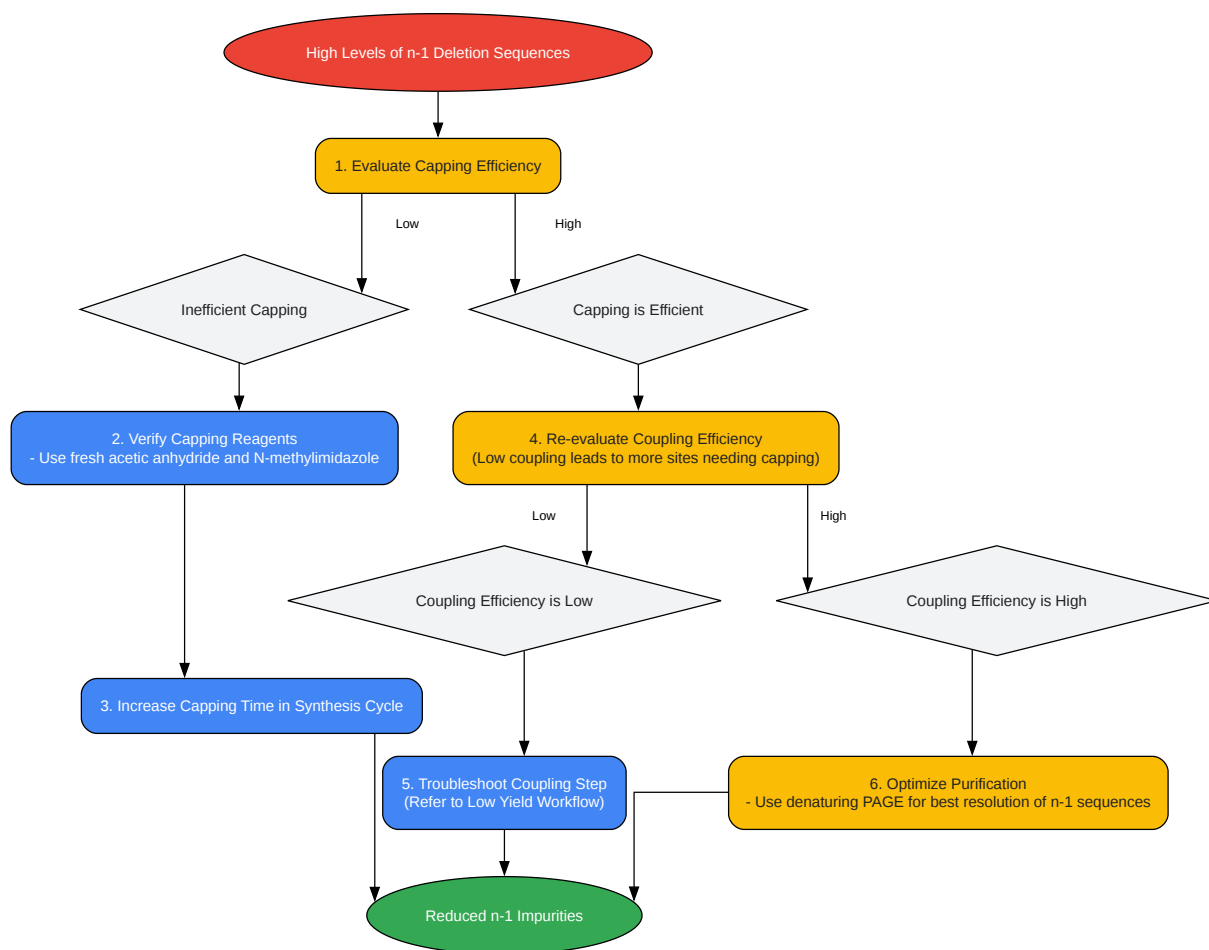 High Levels of n-1 Deletion Sequences
1. Evaluate Capping Efficiency
Low
High
Inefficient Capping
Capping is Efficient
2. Verify Capping Reagents
- Use fresh acetic anhydride and N-methylimidazole
4. Re-evaluate Coupling Efficiency
(Low coupling leads to more sites needing capping)
Low
High
Coupling Efficiency is Low
Coupling Efficiency is High
3. Increase Capping Time in Synthesis Cycle
5. Troubleshoot Coupling Step
(Refer to Low Yield Workflow)
6. Optimize Purification
- Use denaturing PAGE for best resolution of n-1 sequences
Reduced n-1 Impurities